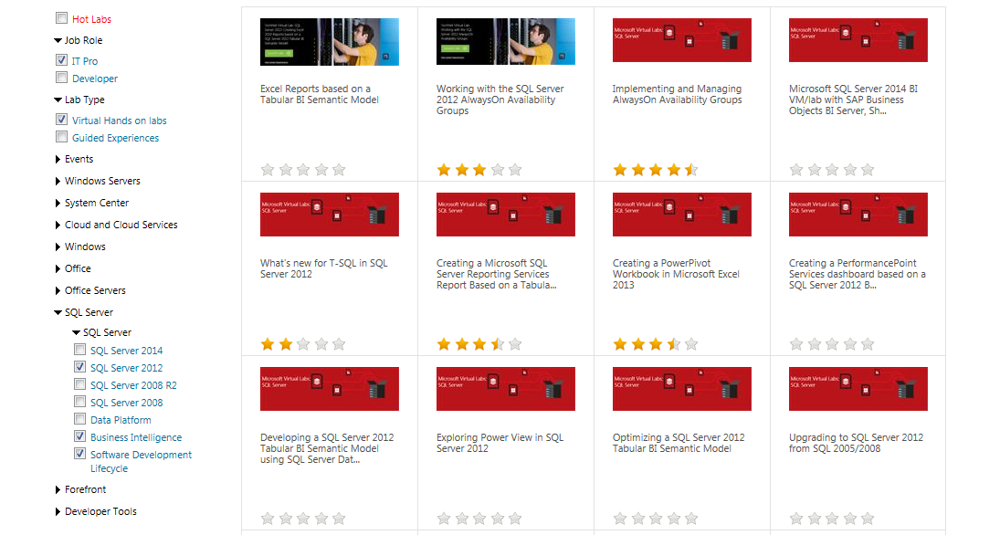 Hot Labs
Job Role
IT Pro
Developer
Lab Type
Virtual Hands on labs
Guided Experiences
Events
Windows Servers
System Center
Cloud and Cloud Services
Windows
Office
Office Servers
SQL Server
SQL Server
SQL Server 2014
SQL Server 2012
SQL Server 2008 R2
SQL Server 2008
Data Platform
Business Intelligence
Software Development
Lifecycle
Forefront
Developer Tools
Excel Reports based on a
Tabular BI Semantic Model
Working with the SQL Server
2012 AlwaysOn Availability
Groups
Microsoft Virtual Labs
SQL Server
Implementing and Managing
AlwaysOn Availability Groups
Microsoft Virtual Labs
SQL Server
Microsoft SQL Server 2014 BI
VM/lab with SAP Business
Objects BI Server, Sh...
Microsoft Virtual Labs
SQL Server
What's new for T-SQL in SQL
Server 2012
Microsoft Virtual Labs
SQL Server
Creating a Microsoft SQL
Server Reporting Services
Report Based on a Tabula...
Microsoft Virtual Labs
SQL Server
Creating a PowerPivot
Workbook in Microsoft Excel
2013
Microsoft Virtual Labs
SQL Server
Creating a PerformancePoint
Services dashboard based on a
SQL Server 2012 B...
Microsoft Virtual Labs
SQL Server
Developing a SQL Server 2012
Tabular BI Semantic Model
using SQL Server Dat...
Microsoft Virtual Labs
SQL Server
Exploring Power View in SQL
Server 2012
Microsoft Virtual Labs
SQL Server
Optimizing a SQL Server 2012
Tabular BI Semantic Model
Microsoft Virtual Labs
SQL Server
Upgrading to SQL Server 2012
from SQL 2005/2008